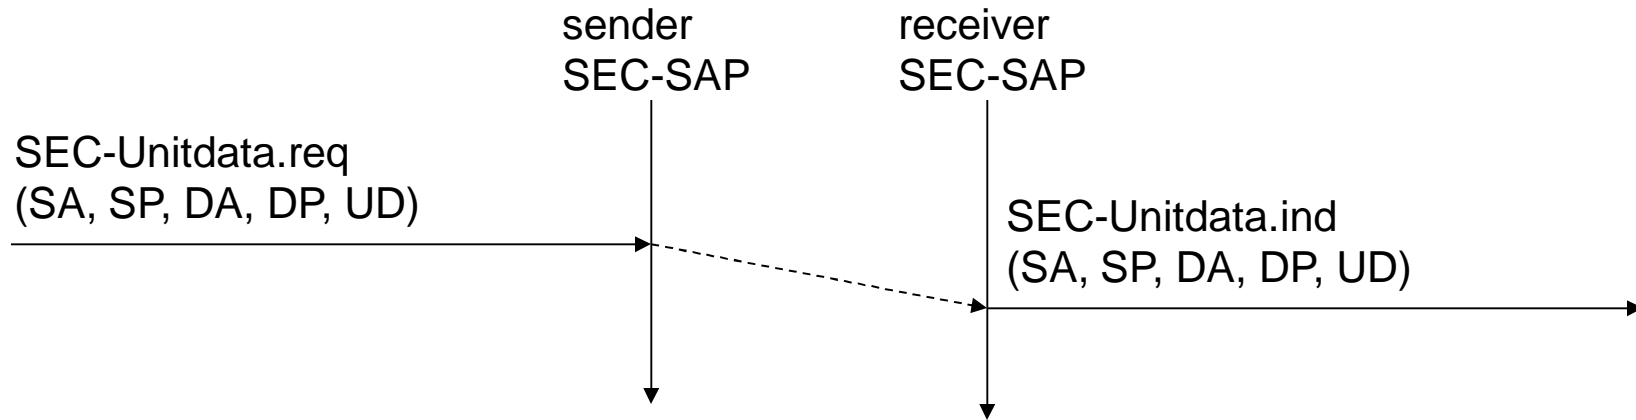 sender
SEC-SAP
receiver
SEC-SAP
SEC-Unitdata.req
(SA, SP, DA, DP, UD)
SEC-Unitdata.ind
(SA, SP, DA, DP, UD)